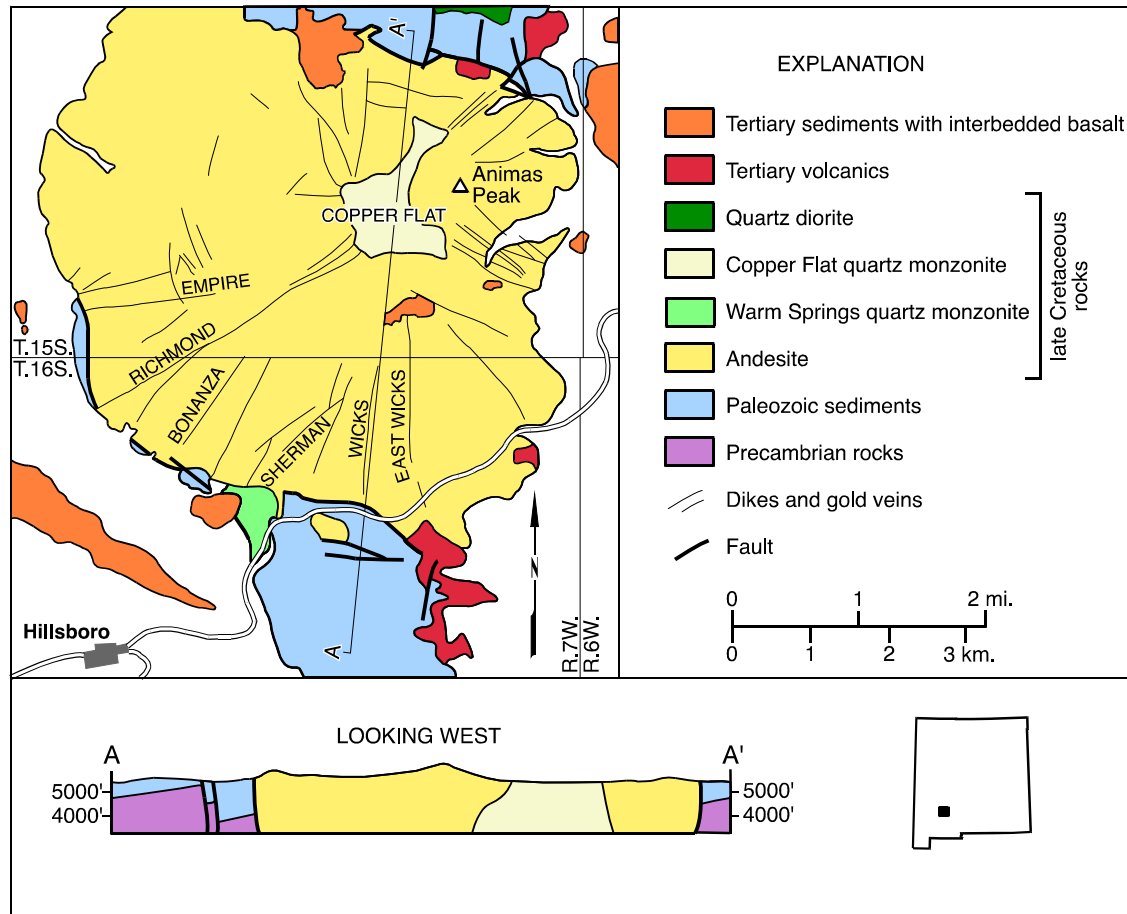 A'
Animas
Peak
COPPER FLAT
EMPIRE
RICHMOND
T.15S.
T.16S.
BONANZA
SHERMAN
WICKS
EAST WICKS
N
Hillsboro
A
R.7W.
R.6W.
EXPLANATION
Tertiary sediments with interbedded basalt
Tertiary volcanics
Quartz diorite
Copper Flat quartz monzonite
Warm Springs quartz monzonite
Andesite
late Cretaceous
rocks
Paleozoic sediments
Precambrian rocks
Dikes and gold veins
Fault
0 1 2 mi.
0 1 2 3 km.
LOOKING WEST
A A'
5000' 5000'
4000' 4000'